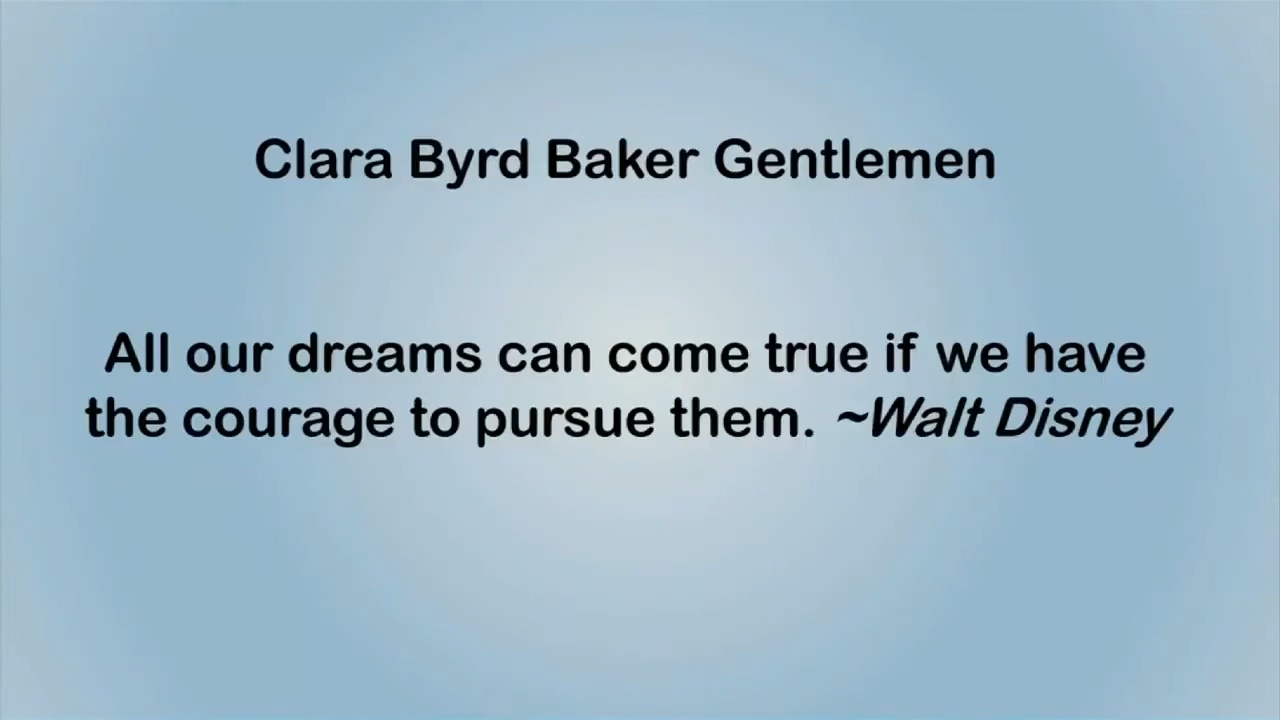 Clara Byrd Baker Gentlemen
All our dreams can come true if we have
the courage to pursue them. ~Walt Disney